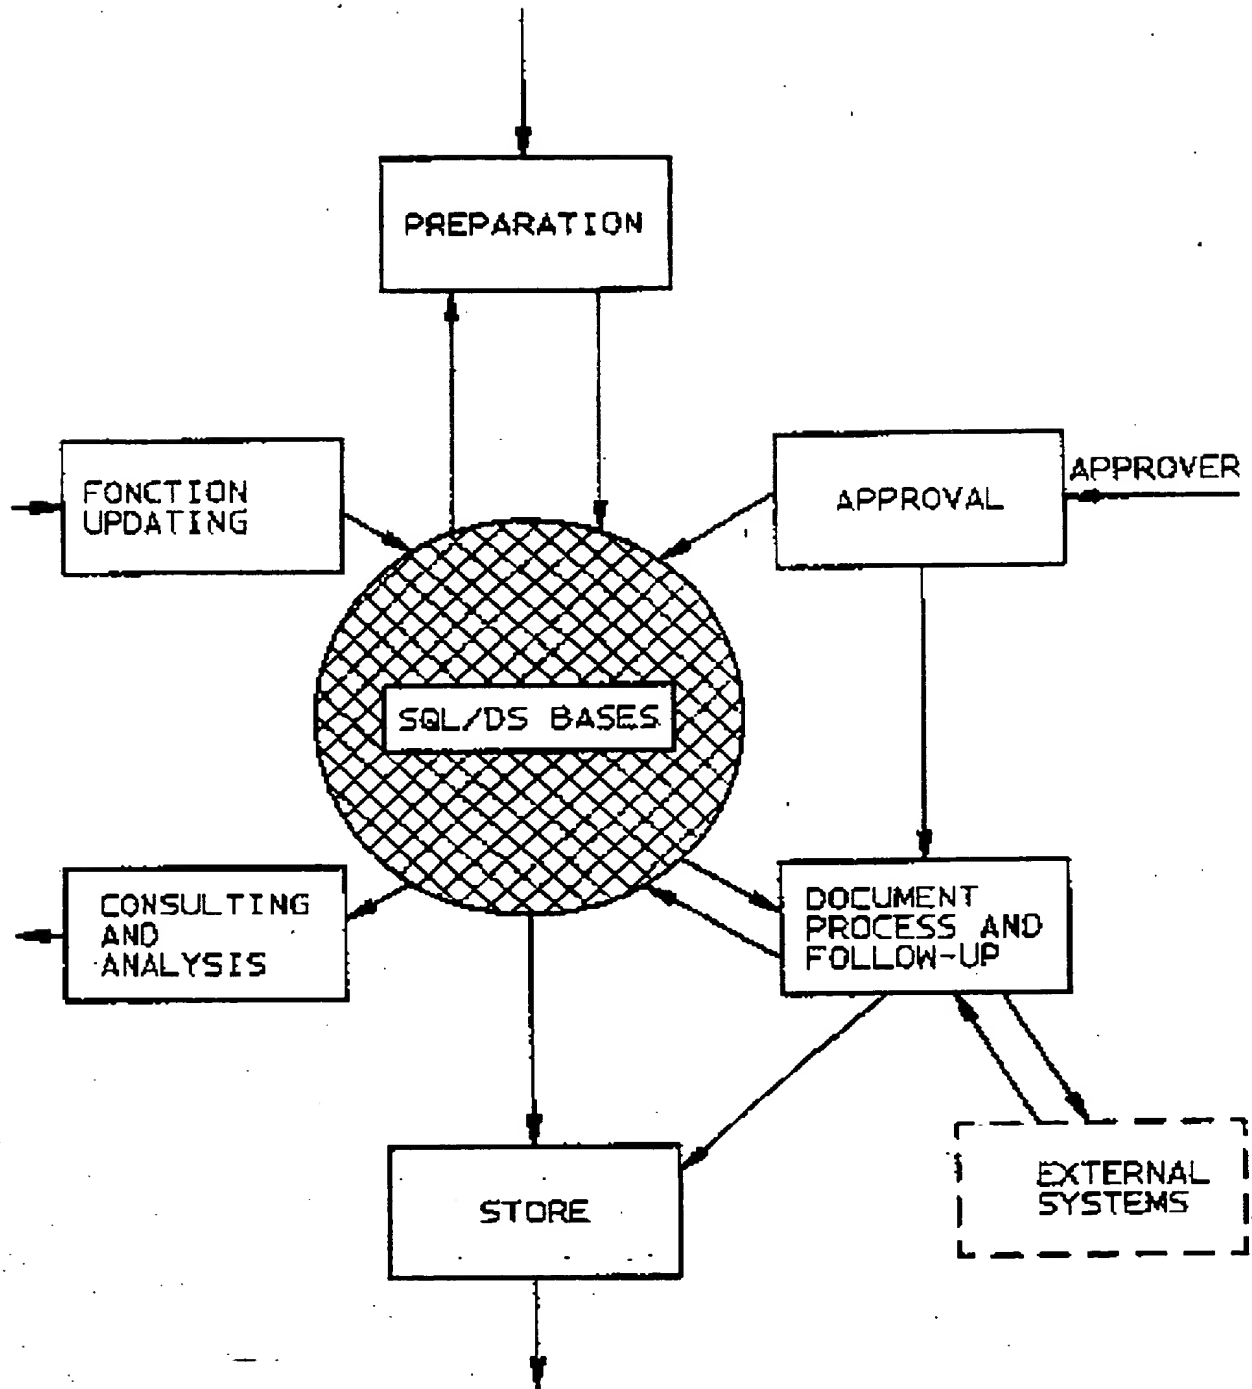 PREPARATION
FONCTION
UPDATING
APPROVAL
APPROVER
SQL/DS BASES
CONSULTING
AND
ANALYSIS
DOCUMENT
PROCESS AND
FOLLOW-UP
STORE
EXTERNAL
SYSTEMS